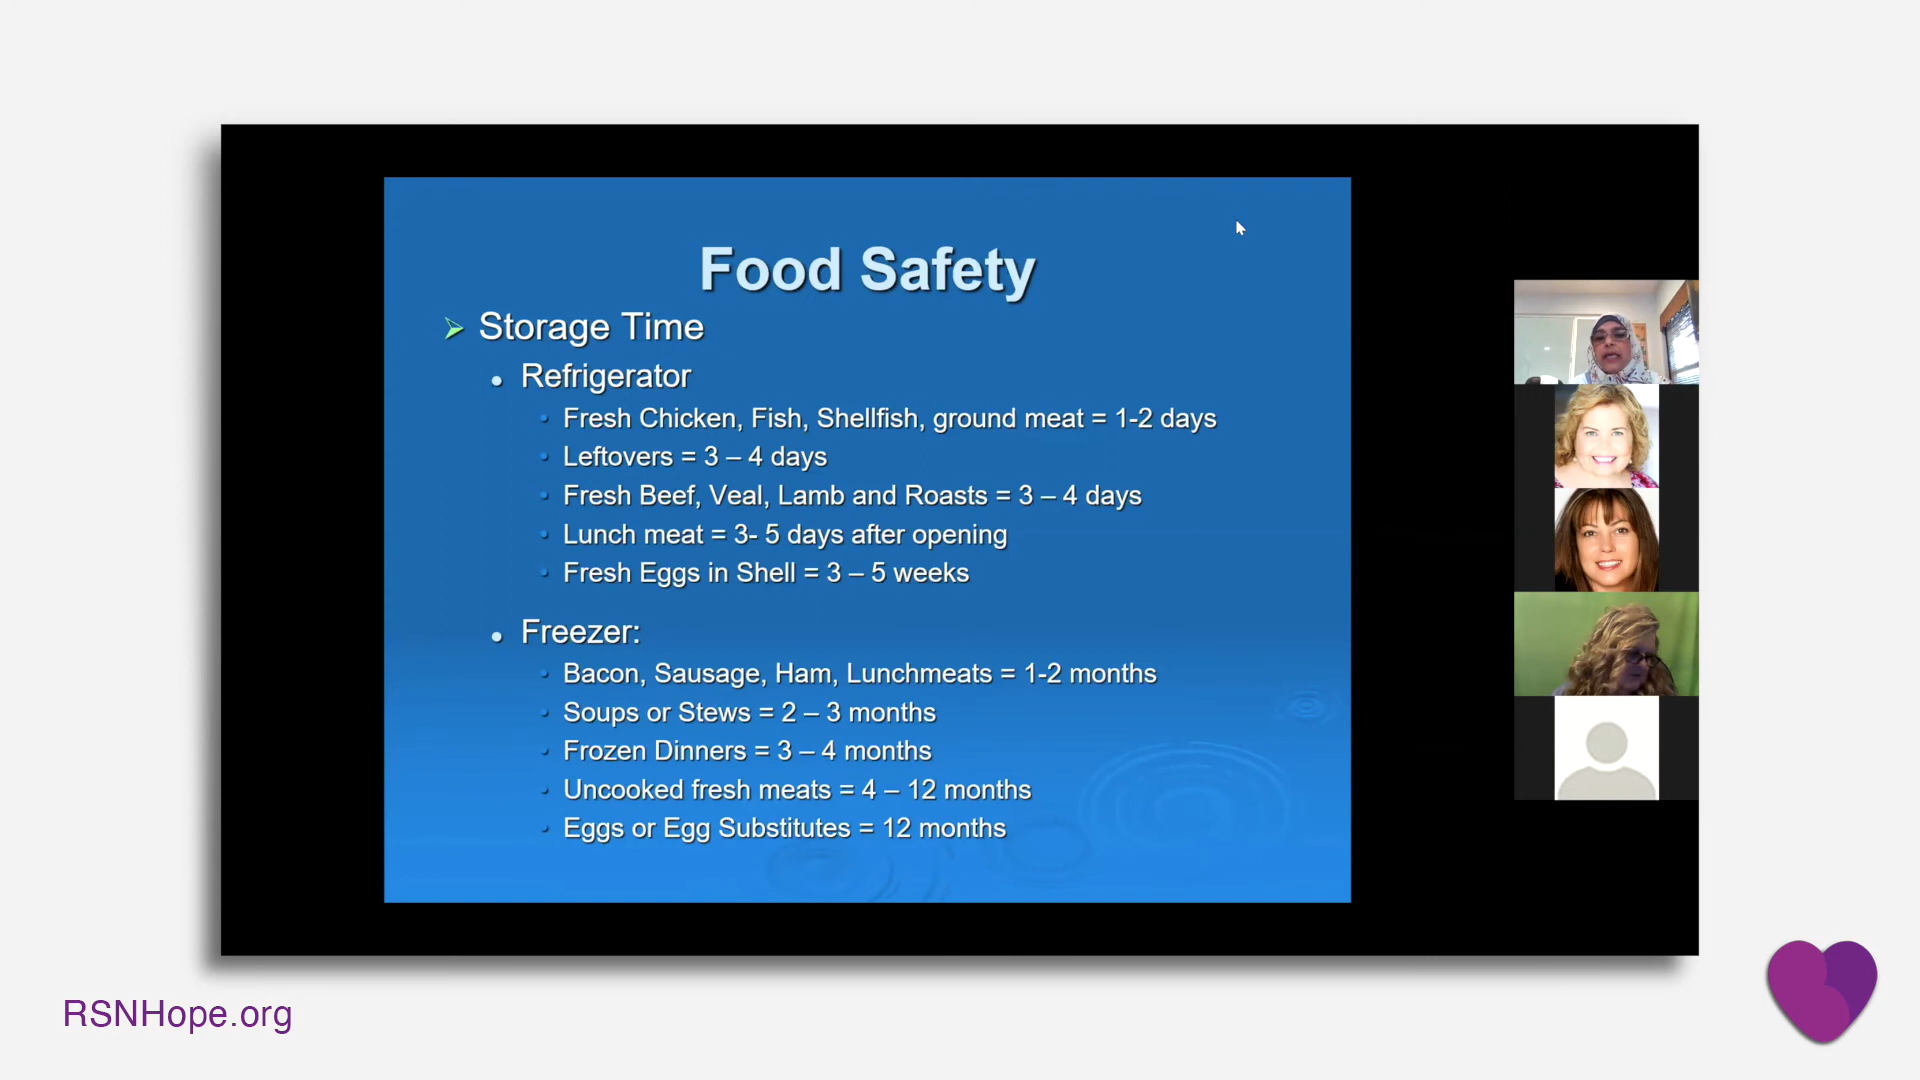 Food Safety
Storage Time
Refrigerator
Fresh Chicken, Fish, Shellfish, ground meat = 1-2 days
Leftovers = 3 – 4 days
Fresh Beef, Veal, Lamb and Roasts = 3 – 4 days
Lunch meat = 3- 5 days after opening
Fresh Eggs in Shell = 3 – 5 weeks
Freezer:
Bacon, Sausage, Ham, Lunchmeats = 1-2 months
Soups or Stews = 2 – 3 months
Frozen Dinners = 3 – 4 months
Uncooked fresh meats = 4 – 12 months
Eggs or Egg Substitutes = 12 months
RSNHope.org